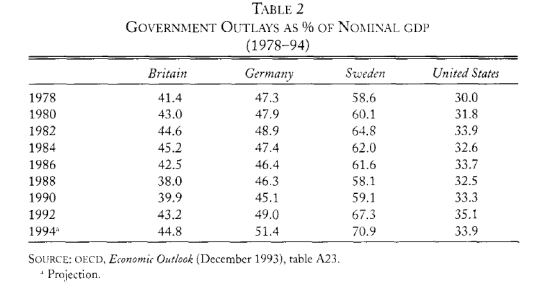 TABLE 2
GOVERNMENT OUTLAYS AS % OF NOMINAL GDP
(1978–94)
Britain Germany Sweden United States
1978 41.4 47.3 58.6 30.0
1980 43.0 47.9 60.1 31.8
1982 44.6 48.9 64.8 33.9
1984 45.2 47.4 62.0 32.6
1986 42.5 46.4 61.6 33.7
1988 38.0 46.3 58.1 32.5
1990 39.9 45.1 59.1 33.3
1992 43.2 49.0 67.3 35.1
1994ª 44.8 51.4 70.9 33.9
SOURCE: OECD, Economic Outlook (December 1993), table A23.
ª Projection.